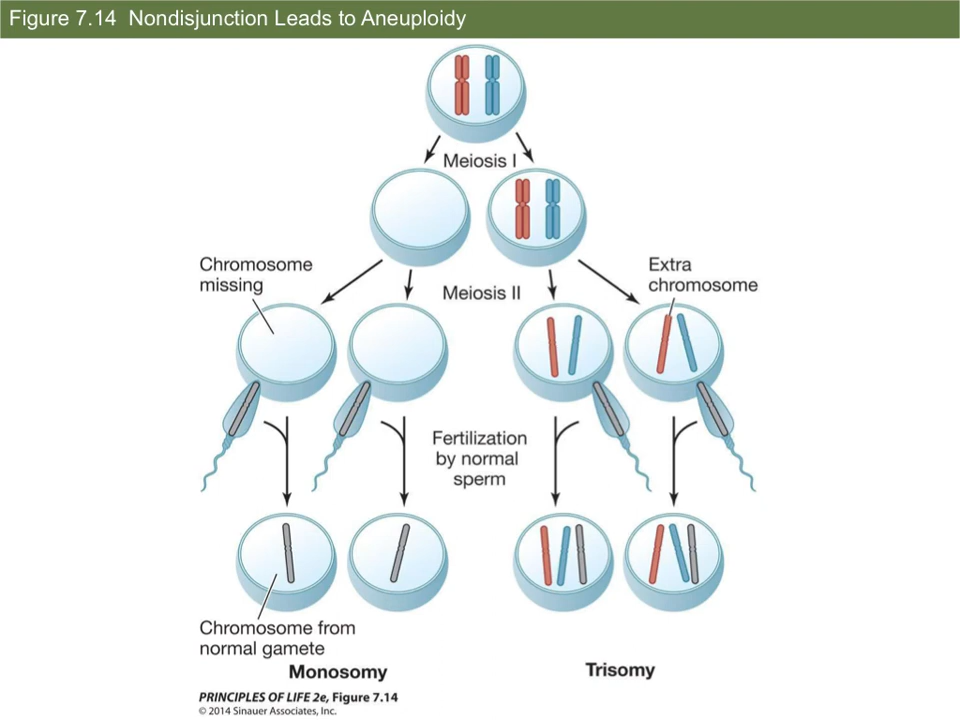 Figure 7.14 Nondisjunction Leads to Aneuploidy
Meiosis I
Chromosome
missing
Extra
chromosome
Meiosis II
Fertilization
by normal
sperm
Chromosome from
normal gamete
Monosomy
Trisomy
PRINCIPLES OF LIFE 2e, Figure 7.14
© 2014 Sinauer Associates, Inc.